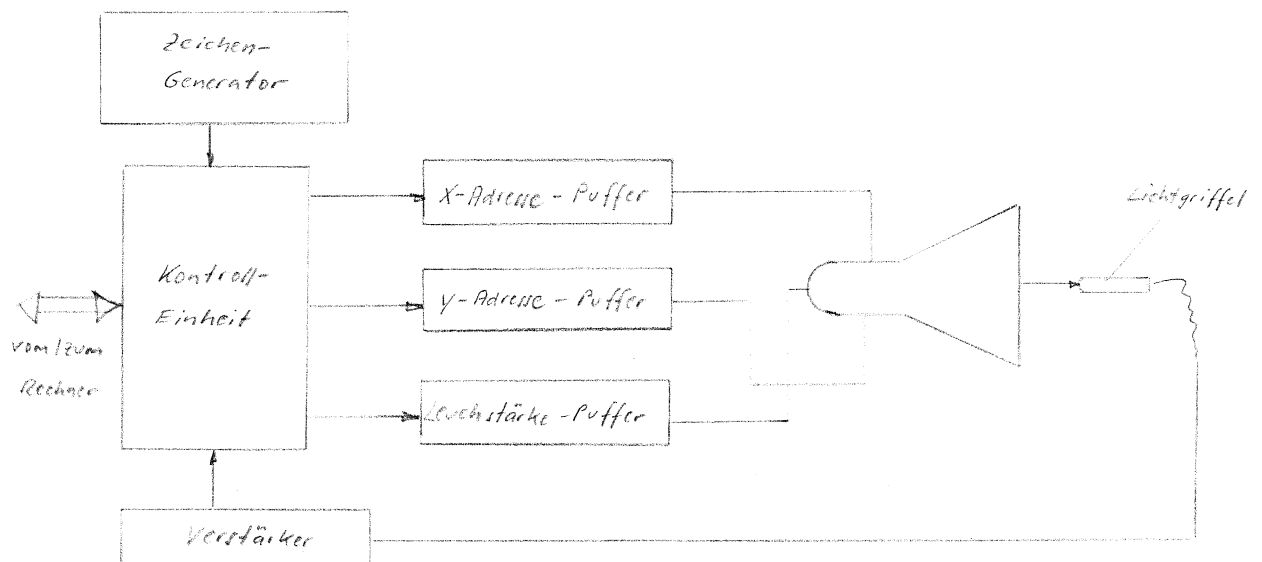 Zeichen-
Generator
X-Adresse-Puffer
Lichtgriffel
Kontroll-
Einheit
Y-Adresse-Puffer
vom/zum
Rechner
Leuchstärke-Puffer
Verstärker